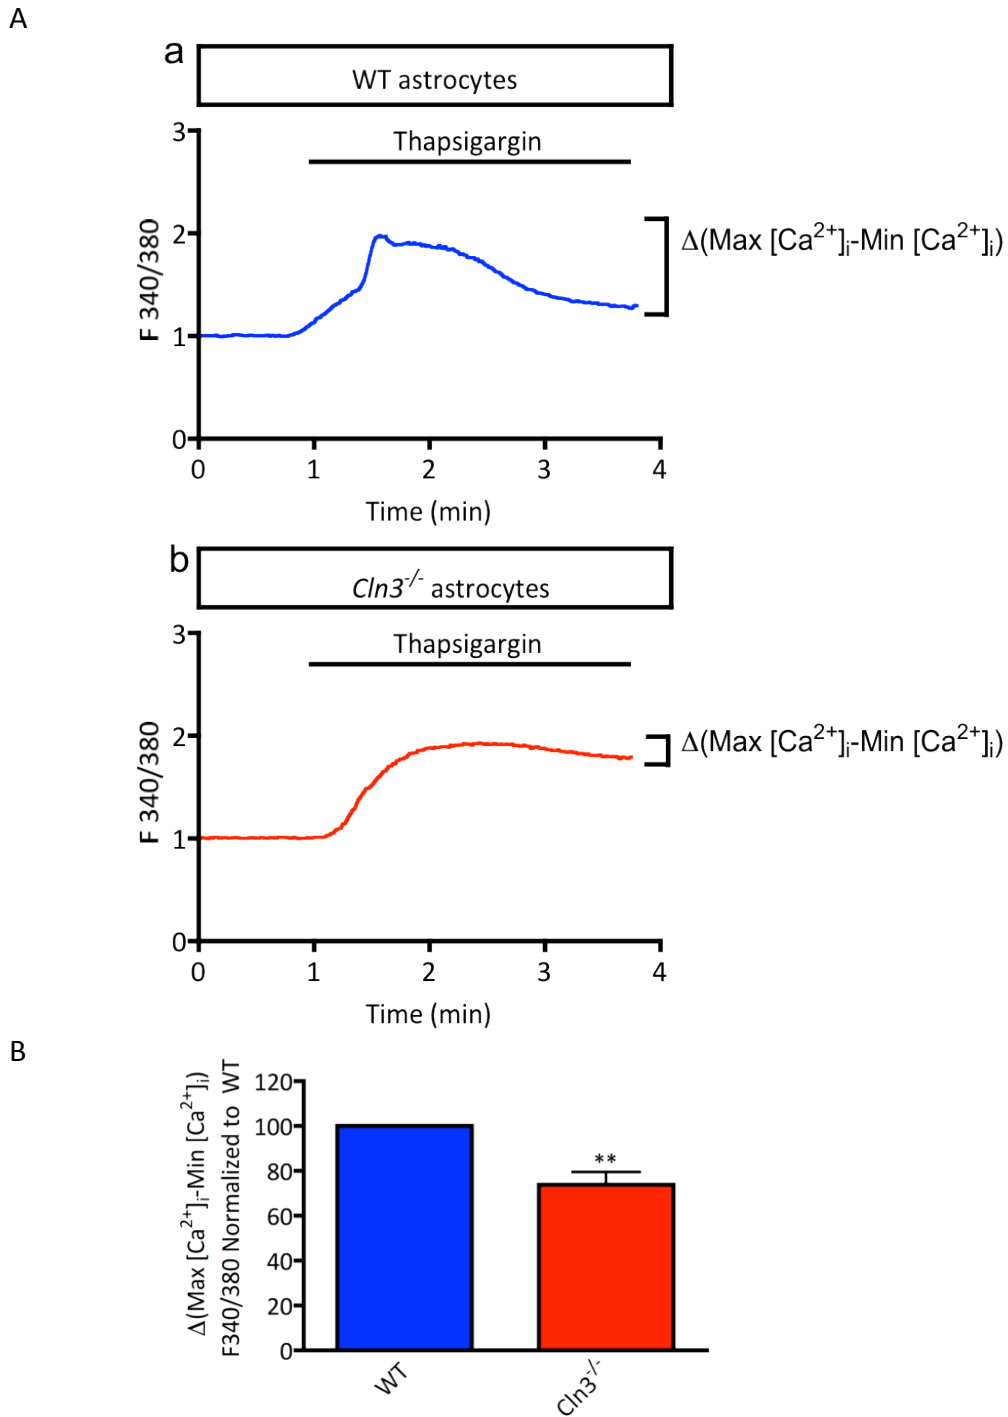 A
a
WT astrocytes
Thapsigargin
3
2
1
0
F 340/380
Δ(Max [Ca²⁺]ᵢ-Min [Ca²⁺]ᵢ)
0 1 2 3 4
Time (min)
b
Cln3⁻/⁻ astrocytes
Thapsigargin
3
2
1
0
F 340/380
Δ(Max [Ca²⁺]ᵢ-Min [Ca²⁺]ᵢ)
0 1 2 3 4
Time (min)
B
Δ(Max [Ca²⁺]ᵢ-Min [Ca²⁺]ᵢ)
F340/380 Normalized to WT
120
100
80
60
40
20
0
**
WT
Cln3⁻/⁻